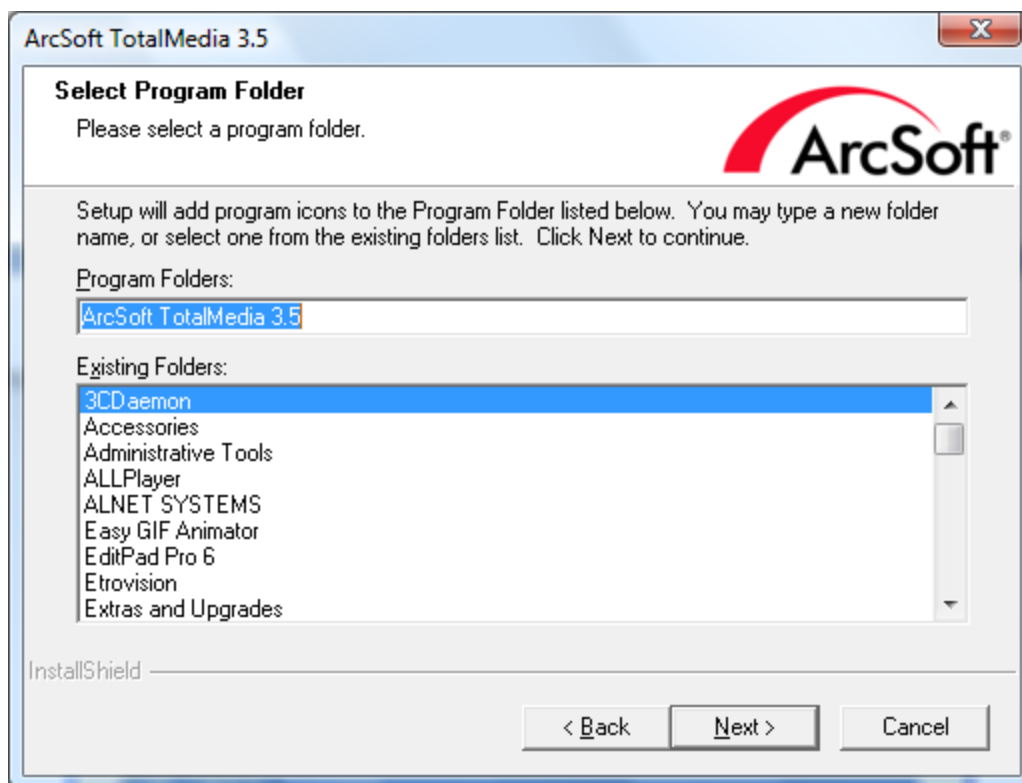 ArcSoft TotalMedia 3.5
Select Program Folder
Please select a program folder.
ArcSoft®
Setup will add program icons to the Program Folder listed below.  You may type a new folder
name, or select one from the existing folders list.  Click Next to continue.
Program Folders:
ArcSoft TotalMedia 3.5
Existing Folders:
3CDaemon
Accessories
Administrative Tools
ALLPlayer
ALNET SYSTEMS
Easy GIF Animator
EditPad Pro 6
Etrovision
Extras and Upgrades
InstallShield
< Back
Next >
Cancel